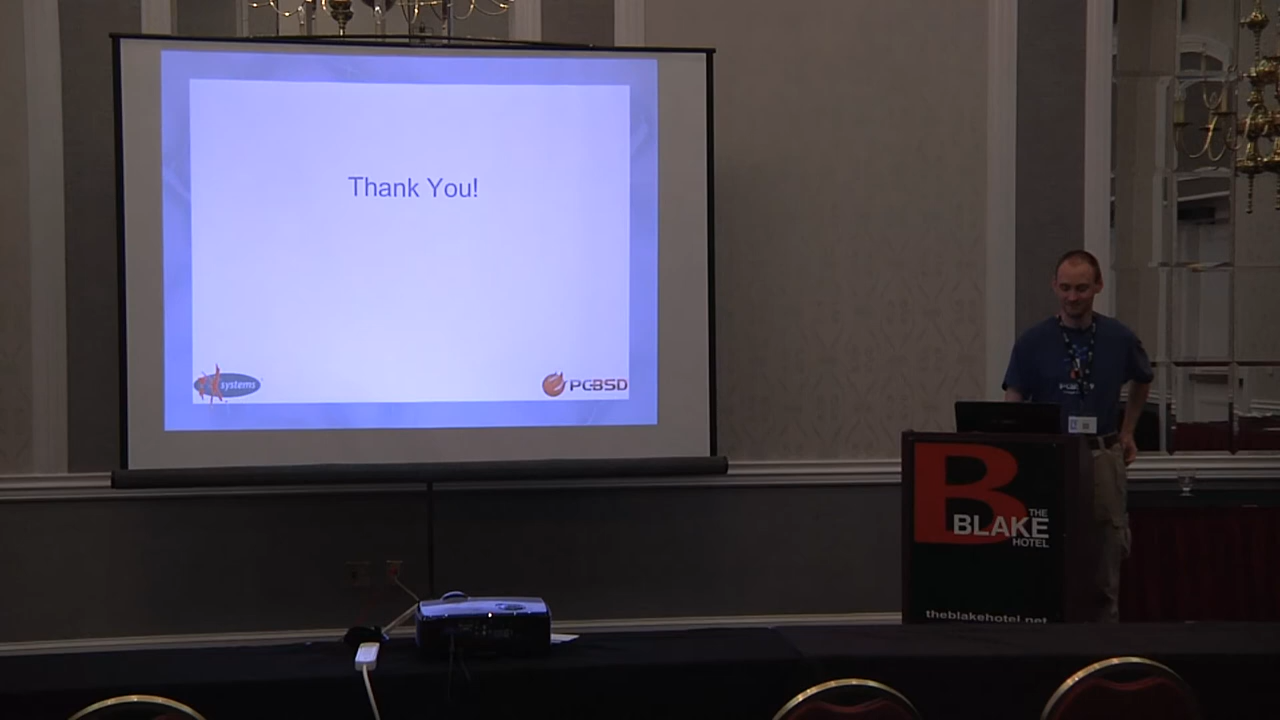 Thank You!
systems
PCBSD
B
THE
BLAKE
HOTEL
theblakehotel.net